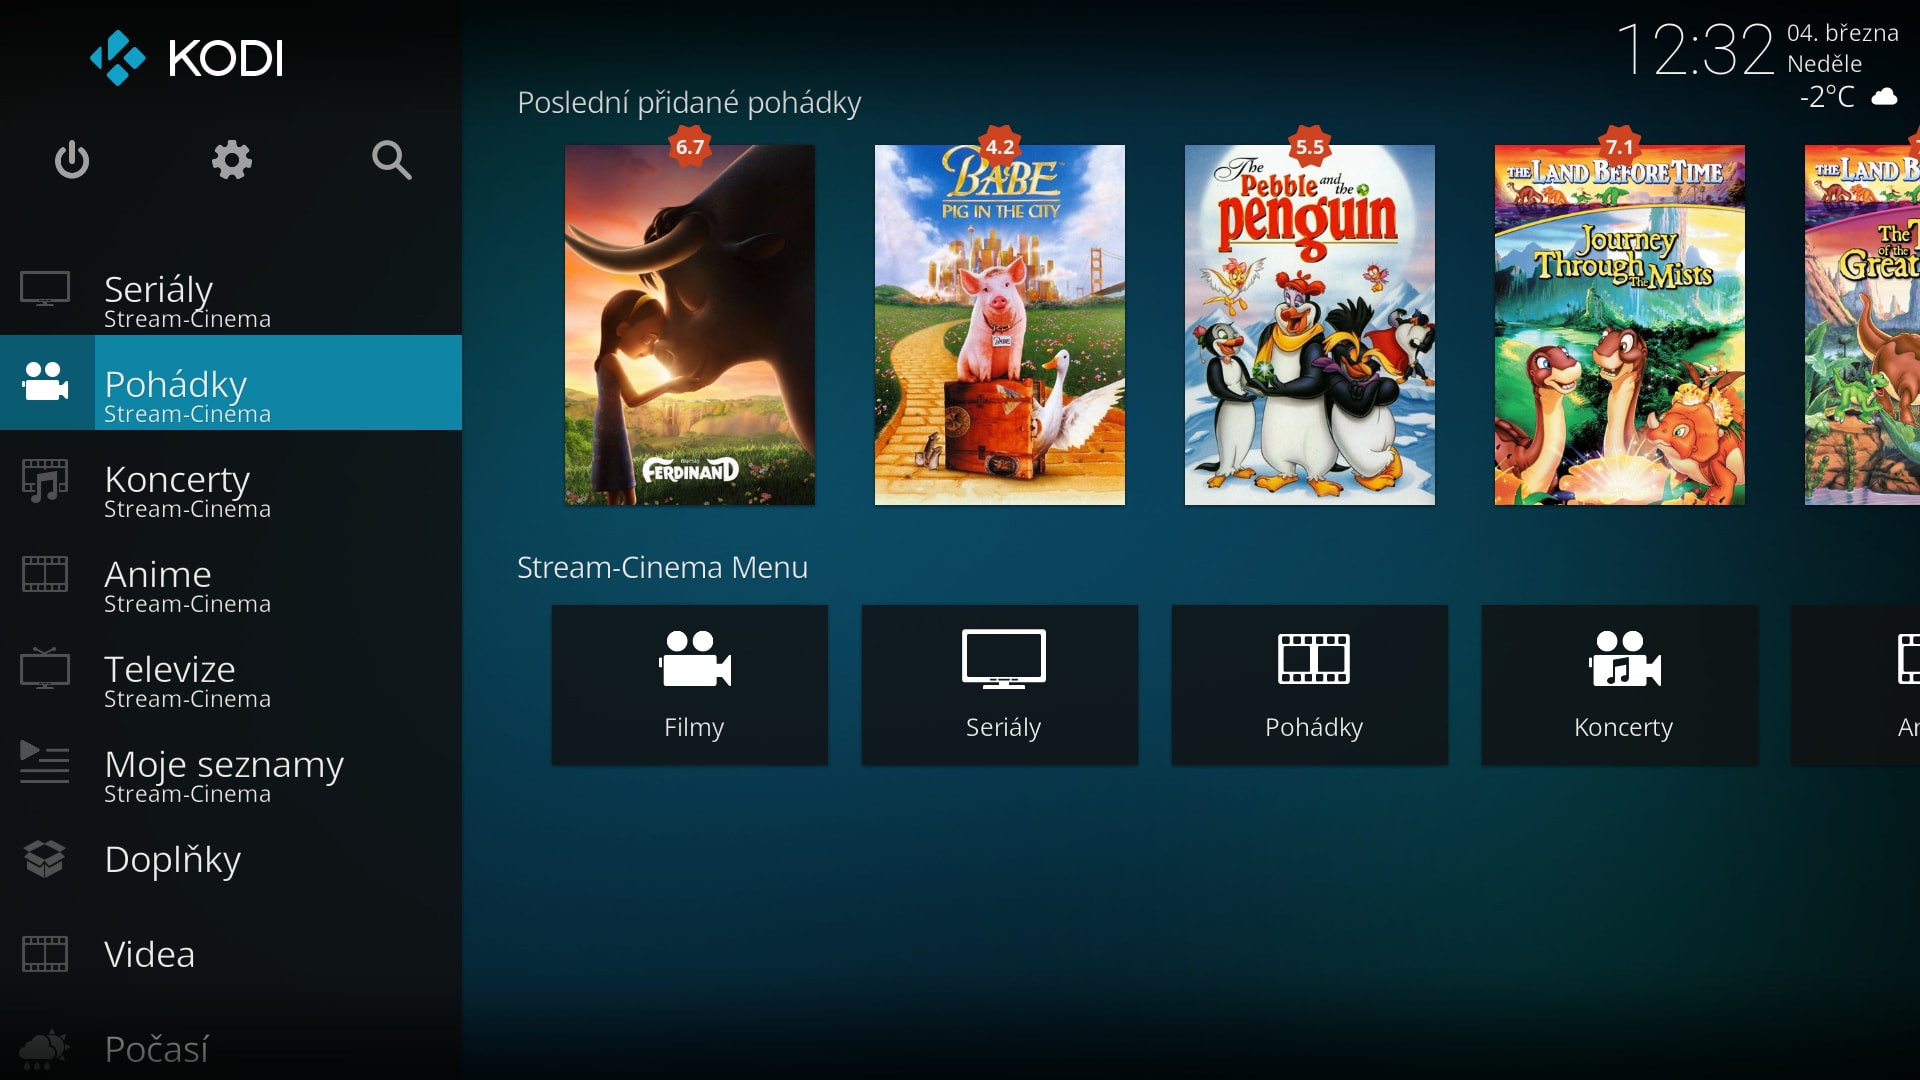 KODI
12:32
04. března
Neděle
-2°C
Seriály
Stream-Cinema
Pohádky
Stream-Cinema
Koncerty
Stream-Cinema
Anime
Stream-Cinema
Televize
Stream-Cinema
Moje seznamy
Stream-Cinema
Doplňky
Videa
Počasí
Poslední přidané pohádky
6.7
FERDINAND
4.2
BABE
PIG IN THE CITY
BABE
5.5
The
Pebble and the
penguin
7.1
THE LAND BEFORE TIME
Journey
Through
The Mists
THE LAND B
The
of the
Great
Stream-Cinema Menu
Filmy
Seriály
Pohádky
Koncerty